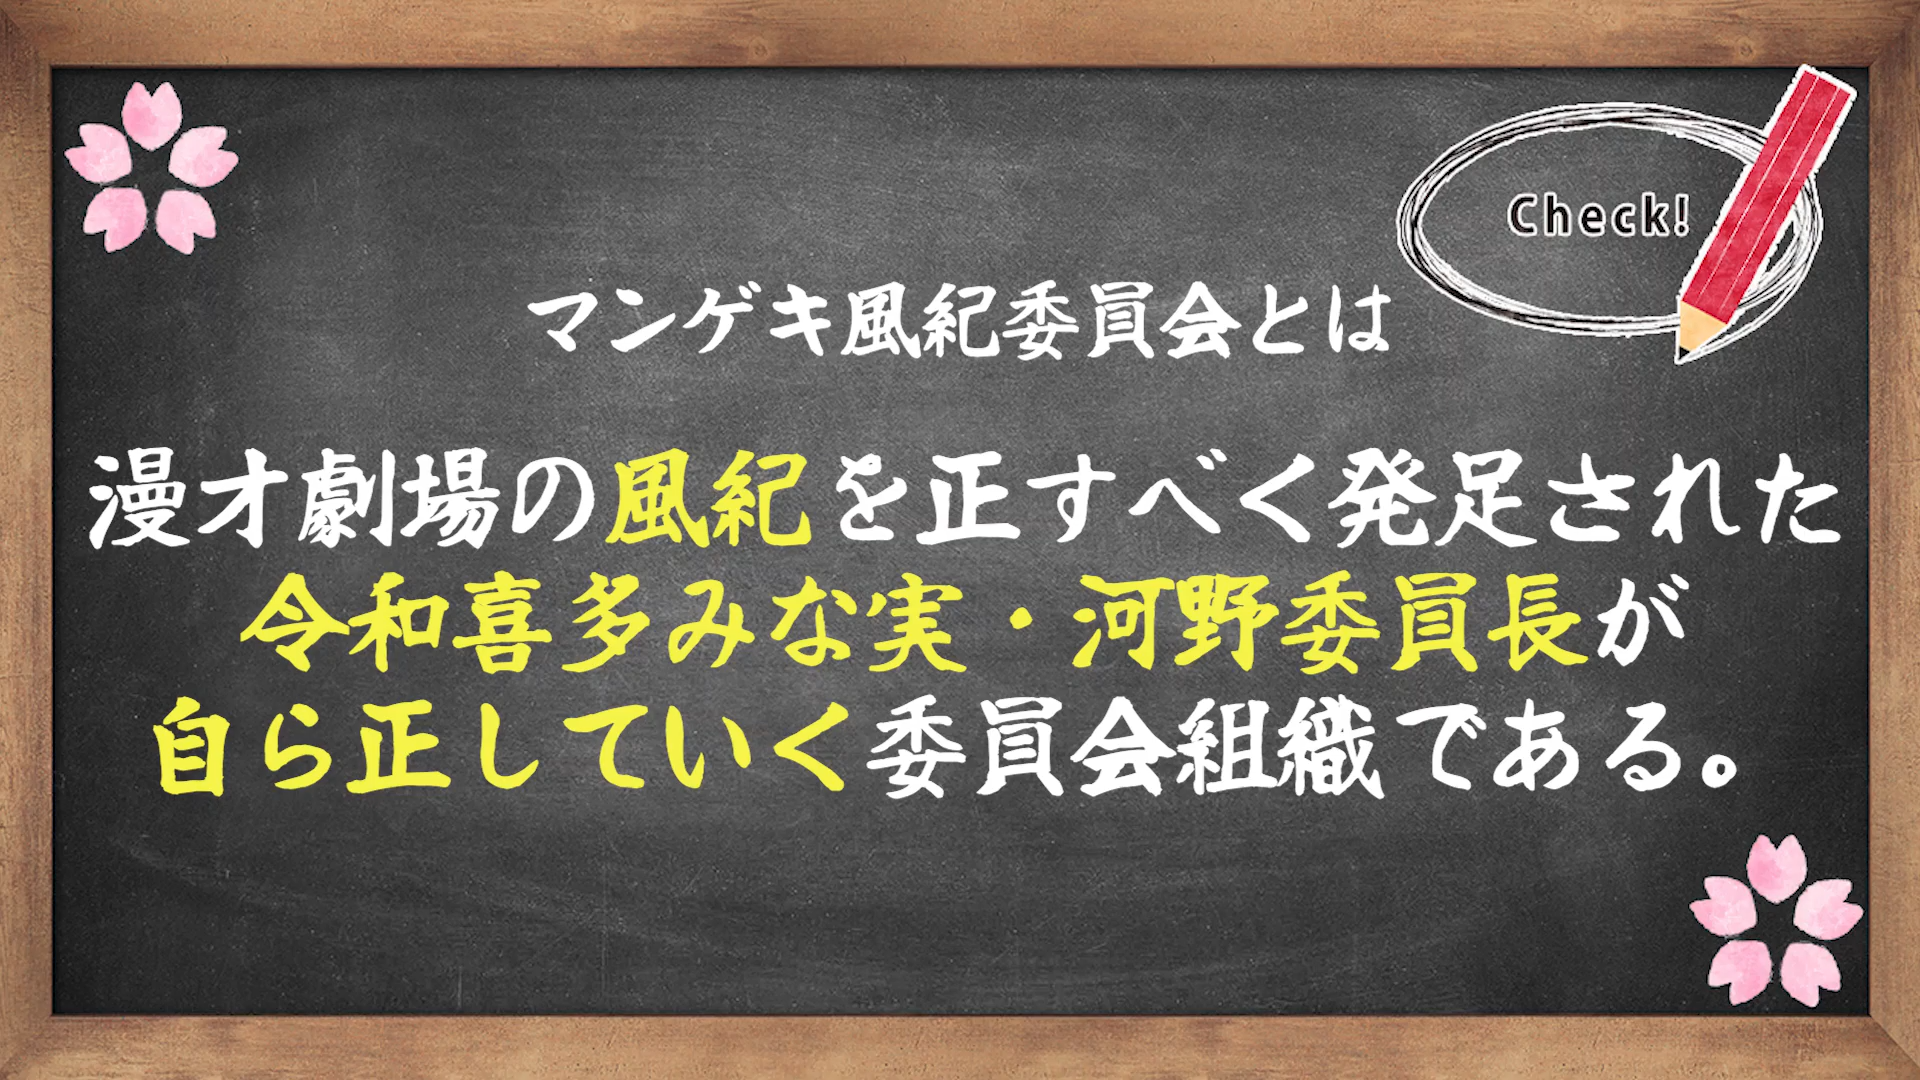 Check!
マンゲキ風紀委員会とは
漫才劇場の風紀を正すべく発足された
令和喜多みな実・河野委員長が
自ら正していく委員会組織である。